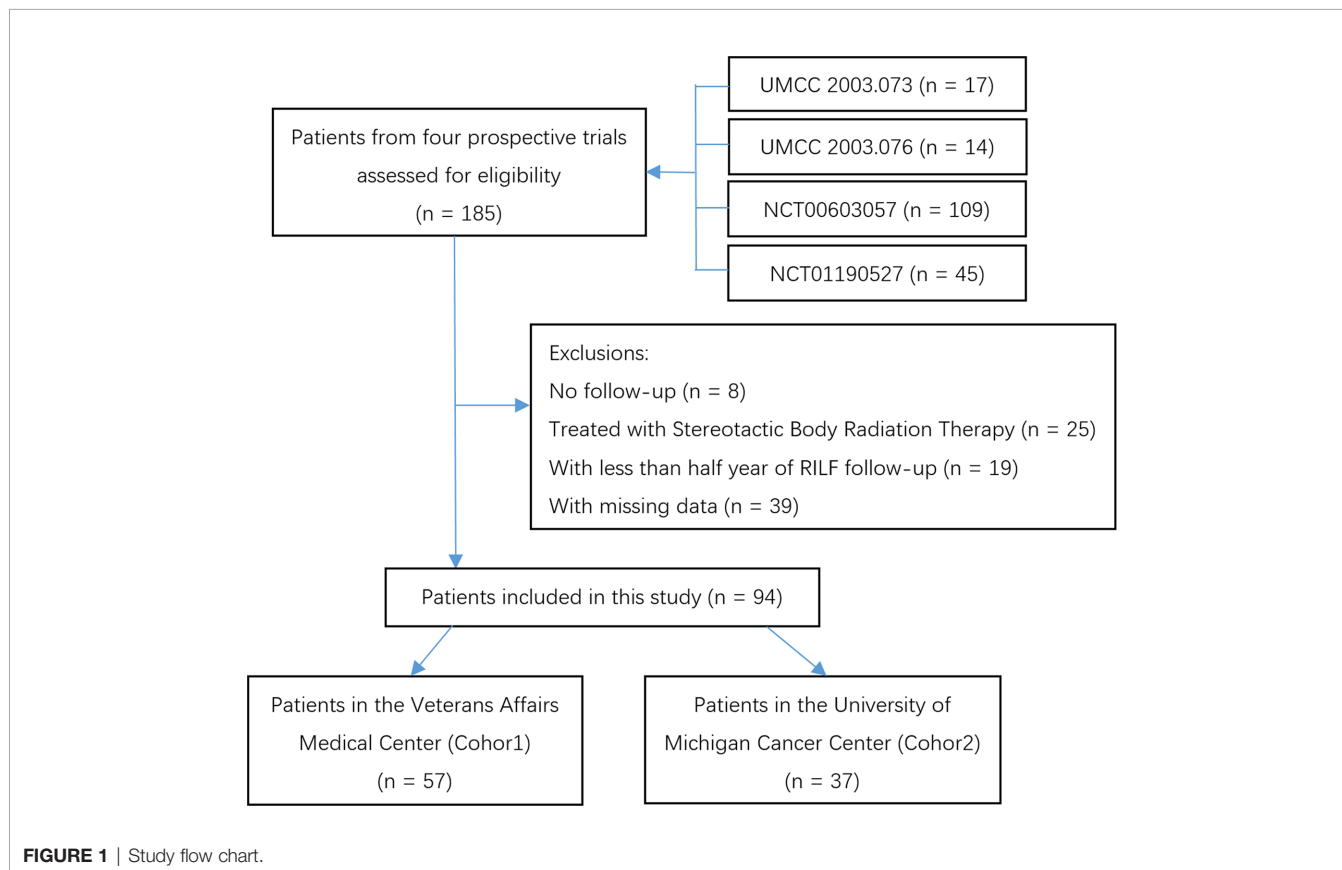 UMCC 2003.073 (n = 17)
Patients from four prospective trials
assessed for eligibility
(n = 185)
UMCC 2003.076 (n = 14)
NCT00603057 (n = 109)
NCT01190527 (n = 45)
Exclusions:
No follow-up (n = 8)
Treated with Stereotactic Body Radiation Therapy (n = 25)
With less than half year of RILF follow-up (n = 19)
With missing data (n = 39)
Patients included in this study (n = 94)
Patients in the Veterans Affairs
Medical Center (Cohor1)
(n = 57)
Patients in the University of
Michigan Cancer Center (Cohor2)
(n = 37)
FIGURE 1 | Study flow chart.